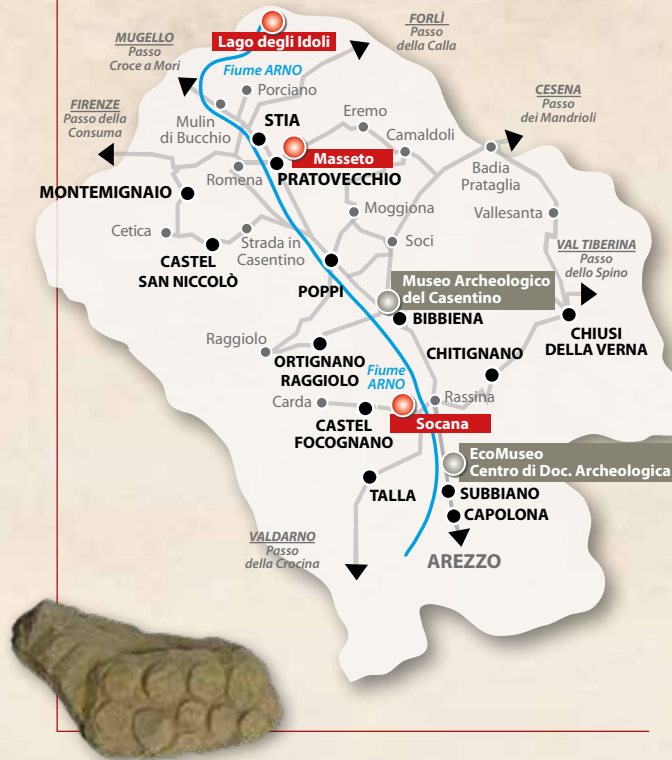 FORLÌ
Passo
della Calla
MUGELLO
Passo
Croce a Mori
Lago degli Idoli
Fiume ARNO
Porciano
CESENA
Passo
dei Mandrioli
FIRENZE
Passo della
Consuma
Mulin
di Bucchio
STIA
Eremo
Camaldoli
Masseto
Romena
PRATOVECCHIO
Badia
Prataglia
MONTEMIGNAIO
Moggiona
Vallesanta
Cetica
Strada in
Casentino
Soci
CASTEL
SAN NICCOLÒ
VAL TIBERINA
Passo
dello Spino
POPPI
Museo Archeologico
del Casentino
BIBBIENA
CHIUSI
DELLA VERNA
Raggiolo
ORTIGNANO
RAGGIOLO
CHITIGNANO
Fiume
ARNO
Carda
Rassina
CASTEL
FOCOGNANO
Socana
EcoMuseo
Centro di Doc. Archeologica
TALLA
SUBBIANO
CAPOLONA
VALDARNO
Passo
della Crocina
AREZZO